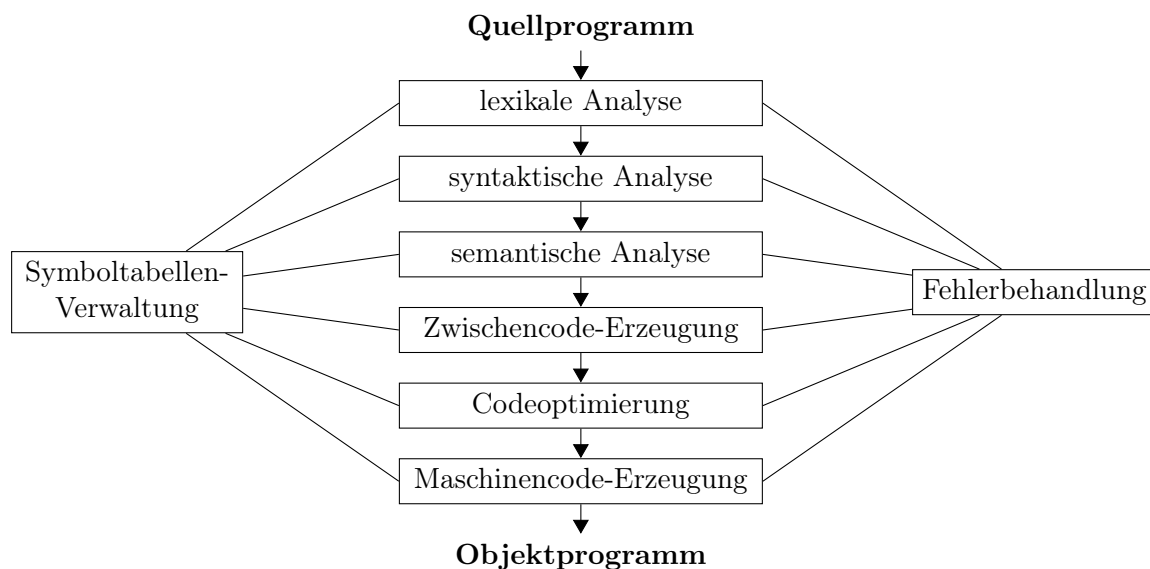 Quellprogramm
lexikale Analyse
syntaktische Analyse
semantische Analyse
Symboltabellen-
Verwaltung
Fehlerbehandlung
Zwischencode-Erzeugung
Codeoptimierung
Maschinencode-Erzeugung
Objektprogramm